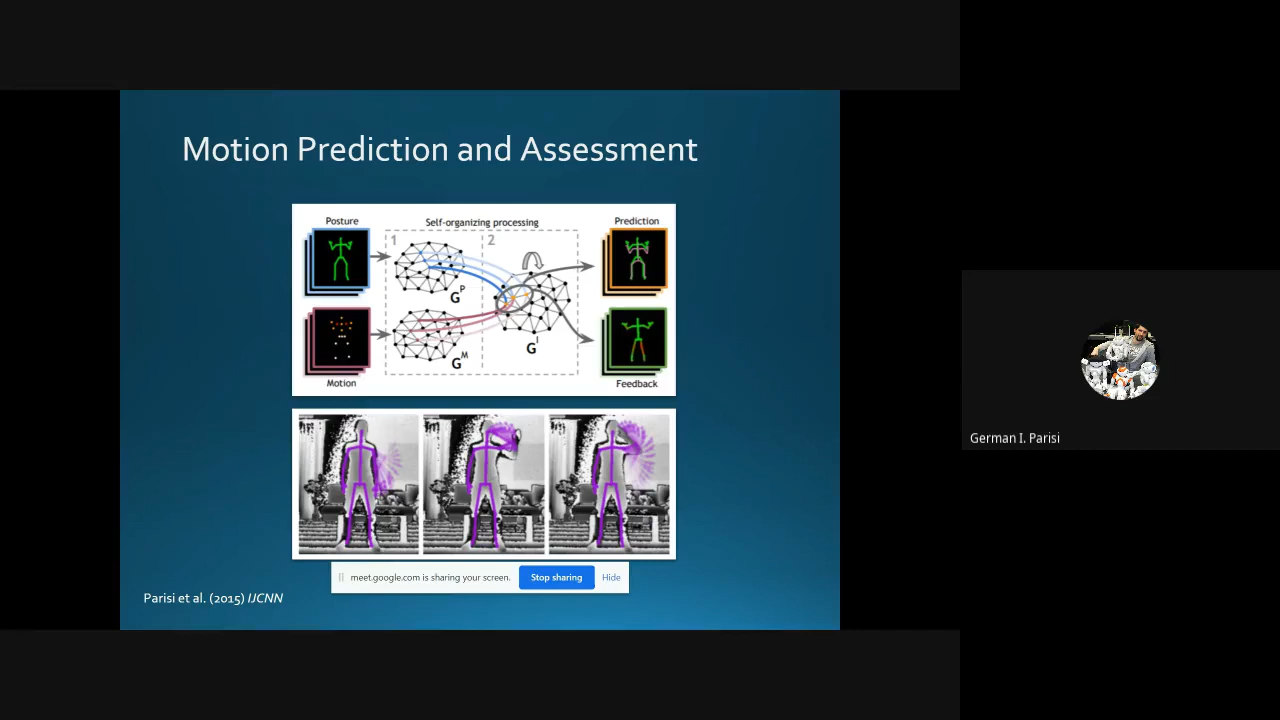 Motion Prediction and Assessment
Posture
Self-organizing processing
Prediction
1
2
G^P
G^M
G^I
Motion
Feedback
meet.google.com is sharing your screen.
Stop sharing
Hide
Parisi et al. (2015) IJCNN
German I. Parisi